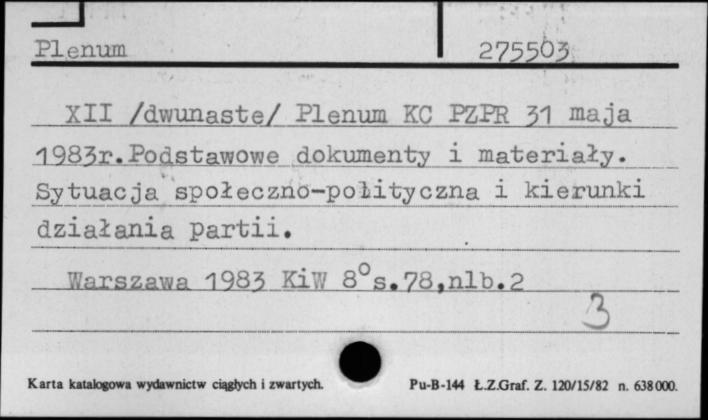 Plenum 275503
XII /dwunaste/ Plenum KC PZPR 31 maja
1983r.Podstawowe dokumenty i materiały.
Sytuacja społeczno-polityczna i kierunki
działania partii.
Warszawa 1983 KiW 8°s.78,nlb.2
3
Karta katalogowa wydawnictw ciągłych i zwartych. Pu-B-144 Ł.Z.Graf. Z. 120/15/82 n. 638000.